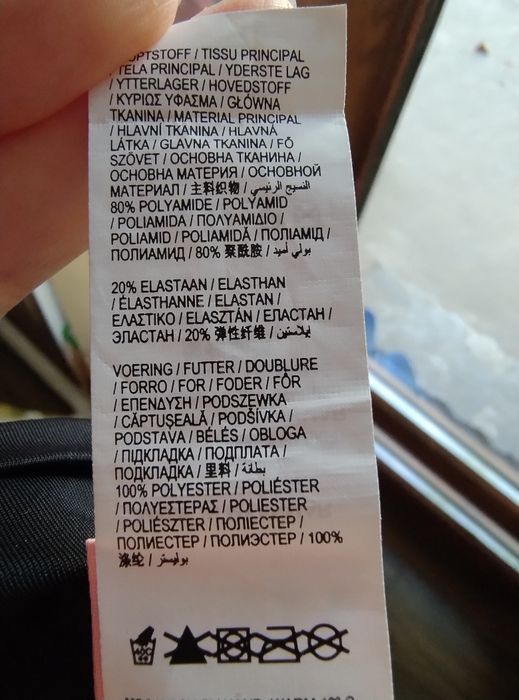 / TISSU PRINCIPAL
/ TELA PRINCIPAL / YDERSTE LAG
/ YTTERLAGER / HOVEDSTOFF
/ ΚΥΡΙΩΣ ΥΦΑΣΜΑ / GŁÓWNA
TKANINA / MATERIAL PRINCIPAL
/ HLAVNÍ TKANINA / HLAVNÁ
LÁTKA / GLAVNA TKANINA / FŐ
SZÖVET / ОСНОВНА ТКАНИНА /
ОСНОВНА МАТЕРИЯ / ОСНОВНОЙ
МАТЕРИАЛ / 主料织物 / النسيج الرئيسي
80% POLYAMIDE / POLYAMID
/ POLIAMIDA / ΠΟΛΥΑΜΙΔΙΟ /
POLIAMID / POLIAMIDĂ / ПОЛІАМІД /
ПОЛИАМИД / 80% 聚酰胺 / بولي أميد
20% ELASTAAN / ELASTHAN
/ ÉLASTHANNE / ELASTAN /
ΕΛΑΣΤΙΚΟ / ELASZTÁN / ЕЛАСТАН /
ЭЛАСТАН / 20% 弹性纤维 / إيلاستين
VOERING / FUTTER / DOUBLURE
/ FORRO / FOR / FODER / FÔR
/ ΕΠΕΝΔΥΣΗ / PODSZEWKA
/ CĂPTUŞEALĂ / PODŠÍVKA /
PODSTAVA / BÉLÉS / OBLOGA
/ ПІДКЛАДКА / ПОДПЛАТА /
ПОДКЛАДКА / 里料 / بطانة
100% POLYESTER / POLIÉSTER
/ ΠΟΛΥΕΣΤΕΡΑΣ / POLIESTER
/ POLIÉSZTER / ПОЛІЕСТЕР /
ПОЛИЕСТЕР / ПОЛИЭСТЕР / 100%
涤纶 / بوليستر